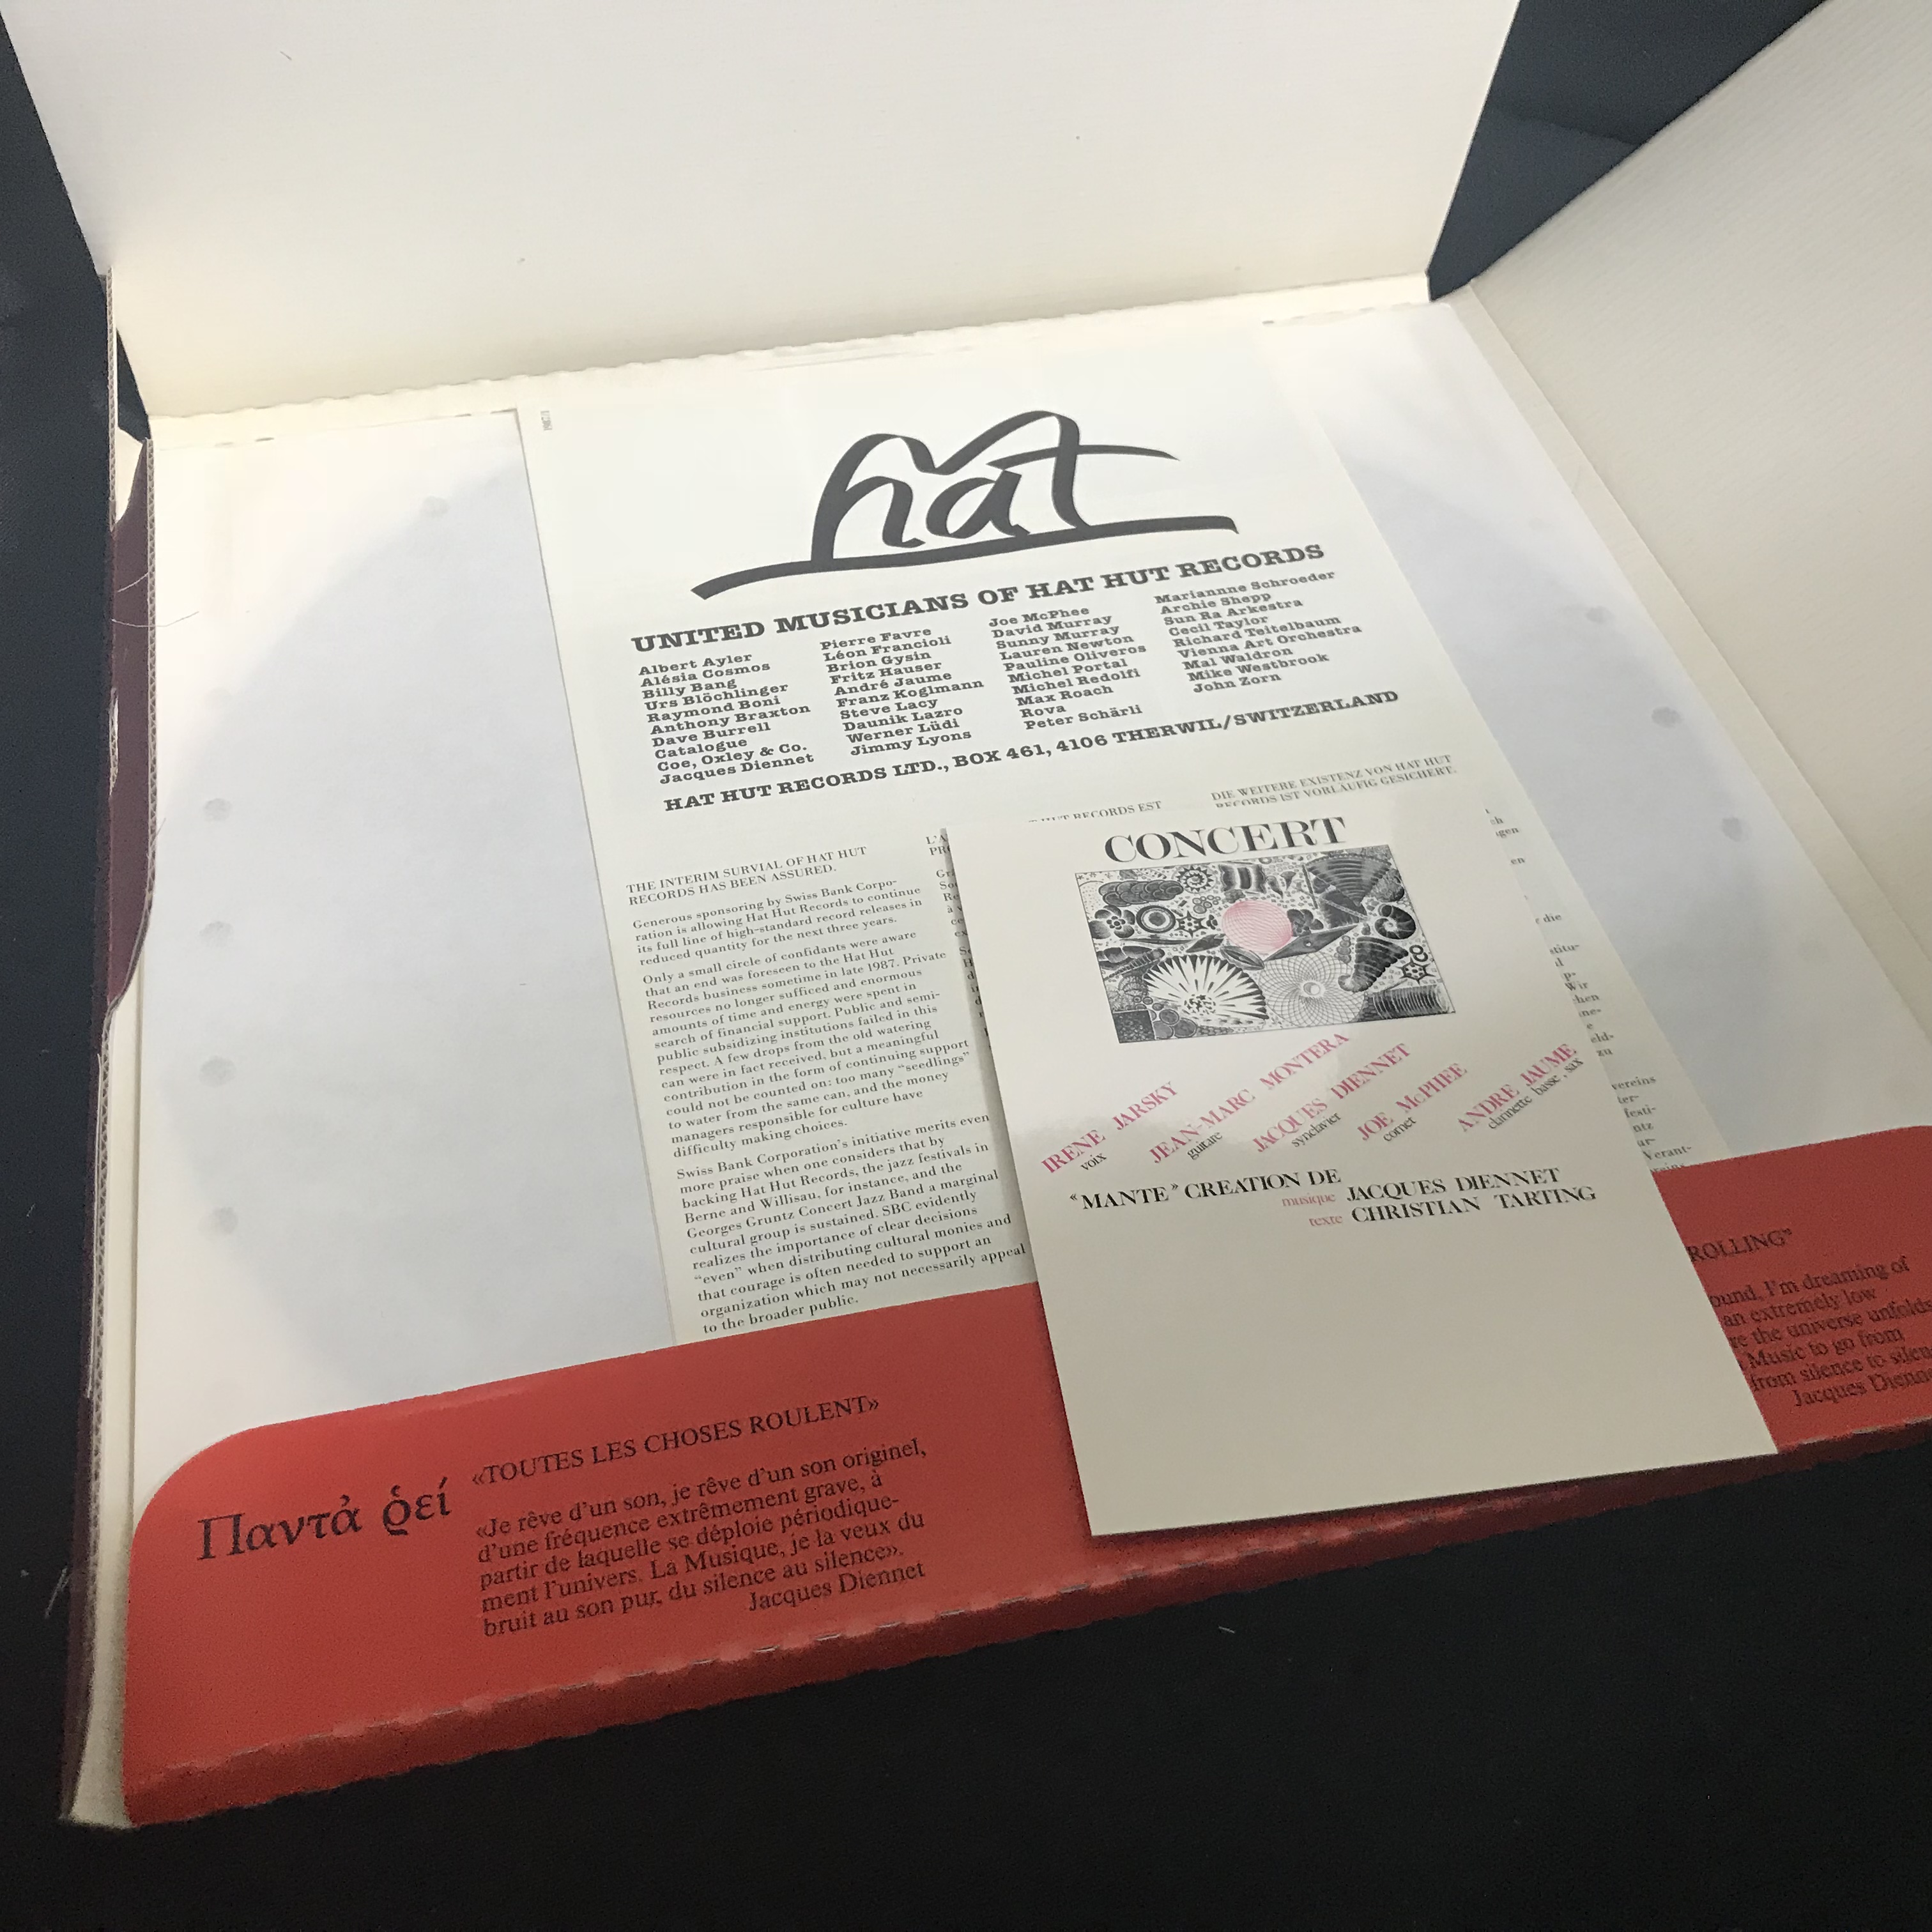 hat
UNITED MUSICIANS OF HAT HUT RECORDS
Albert Ayler
Alésia Cosmos
Billy Bang
Urs Blöchlinger
Raymond Boni
Anthony Braxton
Dave Burrell
Catalogue
Coe, Oxley & Co.
Jacques Diennet
Pierre Favre
Léon Francioli
Brion Gysin
Fritz Hauser
André Jaume
Franz Koglmann
Steve Lacy
Daunik Lazro
Werner Lüdi
Jimmy Lyons
Joe McPhee
David Murray
Sunny Murray
Lauren Newton
Pauline Oliveros
Michel Portal
Michel Redolfi
Max Roach
Rova
Peter Schärli
Mariannne Schroeder
Archie Shepp
Sun Ra Arkestra
Cecil Taylor
Richard Teitelbaum
Vienna Art Orchestra
Mal Waldron
Mike Westbrook
John Zorn
HAT HUT RECORDS LTD., BOX 461, 4106 THERWIL/SWITZERLAND
THE INTERIM SURVIAL OF HAT HUT
RECORDS HAS BEEN ASSURED.
Generous sponsoring by Swiss Bank Corpo-
ration is allowing Hat Hut Records to continue
its full line of high-standard record releases in
reduced quantity for the next three years.
Only a small circle of confidants were aware
that an end was foreseen to the Hat Hut
Records business sometime in late 1987. Private
resources no longer sufficed and enormous
amounts of time and energy were spent in
search of financial support. Public and semi-
public subsidizing institutions failed in this
respect. A few drops from the old watering
can were in fact received, but a meaningful
contribution in the form of continuing support
could not be counted on: too many “seedlings”
to water from the same can, and the money
managers responsible for culture have
difficulty making choices.
Swiss Bank Corporation's initiative merits even
more praise when one considers that by
backing Hat Hut Records, the jazz festivals in
Berne and Willisau, for instance, and the
Georges Gruntz Concert Jazz Band a marginal
cultural group is sustained. SBC evidently
realizes the importance of clear decisions
“even” when distributing cultural monies and
that courage is often needed to support an
organization which may not necessarily appeal
to the broader public.
HUT RECORDS EST
DIE WEITERE EXISTENZ VON HAT HUT
RECORDS IST VORLÄUFIG GESICHERT.
CONCERT
IRENE JARSKY
voix
JEAN-MARC MONTERA
guitare
JACQUES DIENNET
synclavier
JOE McPHEE
cornet
ANDRE JAUME
clarinette basse, sax
“MANTE” CREATION DE
musique JACQUES DIENNET
texte CHRISTIAN TARTING
Παντἀ ῥεί
«TOUTES LES CHOSES ROULENT»
«Je rêve d'un son, je rêve d'un son originel,
d'une fréquence extrêmement grave, à
partir de laquelle se déploie périodique-
ment l'univers. La Musique, je la veux du
bruit au son pur, du silence au silence».
Jacques Diennet
ROLLING”
I'm dreaming of
an extremely low
the universe unfolds
Music to go from
from silence to
Jacques